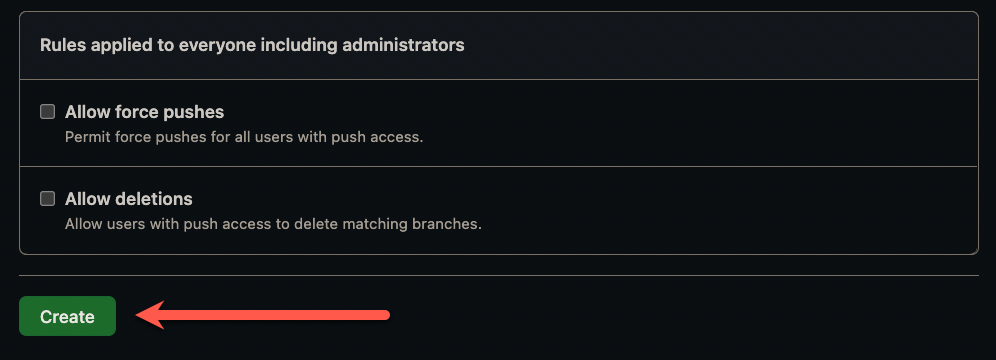 Rules applied to everyone including administrators
Allow force pushes
Permit force pushes for all users with push access.
Allow deletions
Allow users with push access to delete matching branches.
Create